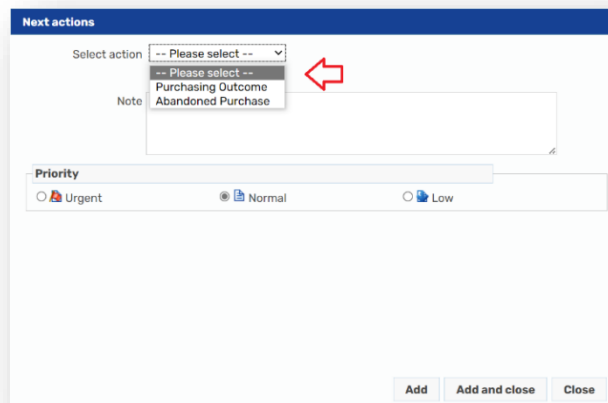 Next actions
Select action -- Please select --
-- Please select --
Purchasing Outcome
Abandoned Purchase
Note
Priority
Urgent Normal Low
Add Add and close Close